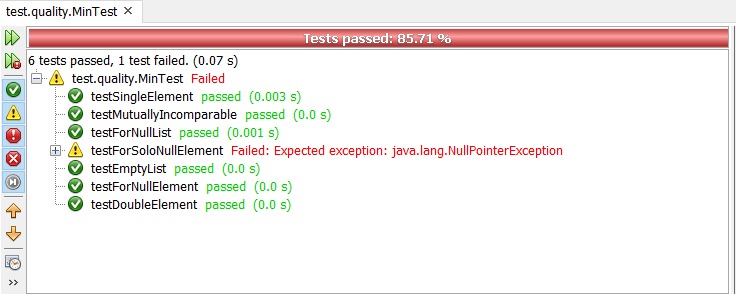 test.quality.MinTest ×
Tests passed: 85.71 %
6 tests passed, 1 test failed. (0.07 s)
test.quality.MinTest Failed
testSingleElement passed (0.003 s)
testMutuallyIncomparable passed (0.0 s)
testForNullList passed (0.001 s)
testForSoloNullElement Failed: Expected exception: java.lang.NullPointerException
testEmptyList passed (0.0 s)
testForNullElement passed (0.0 s)
testDoubleElement passed (0.0 s)